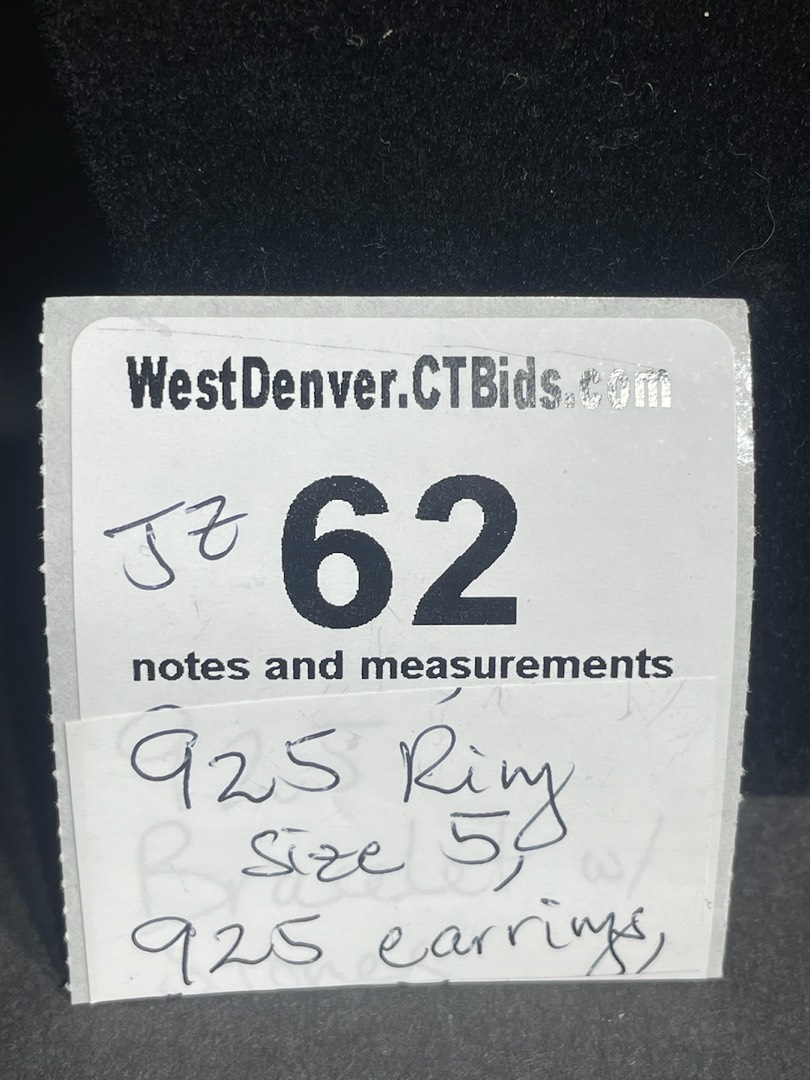 WestDenver.CTBids.com
JZ 62
notes and measurements
925 Ring
Size 5,
925 earrings,